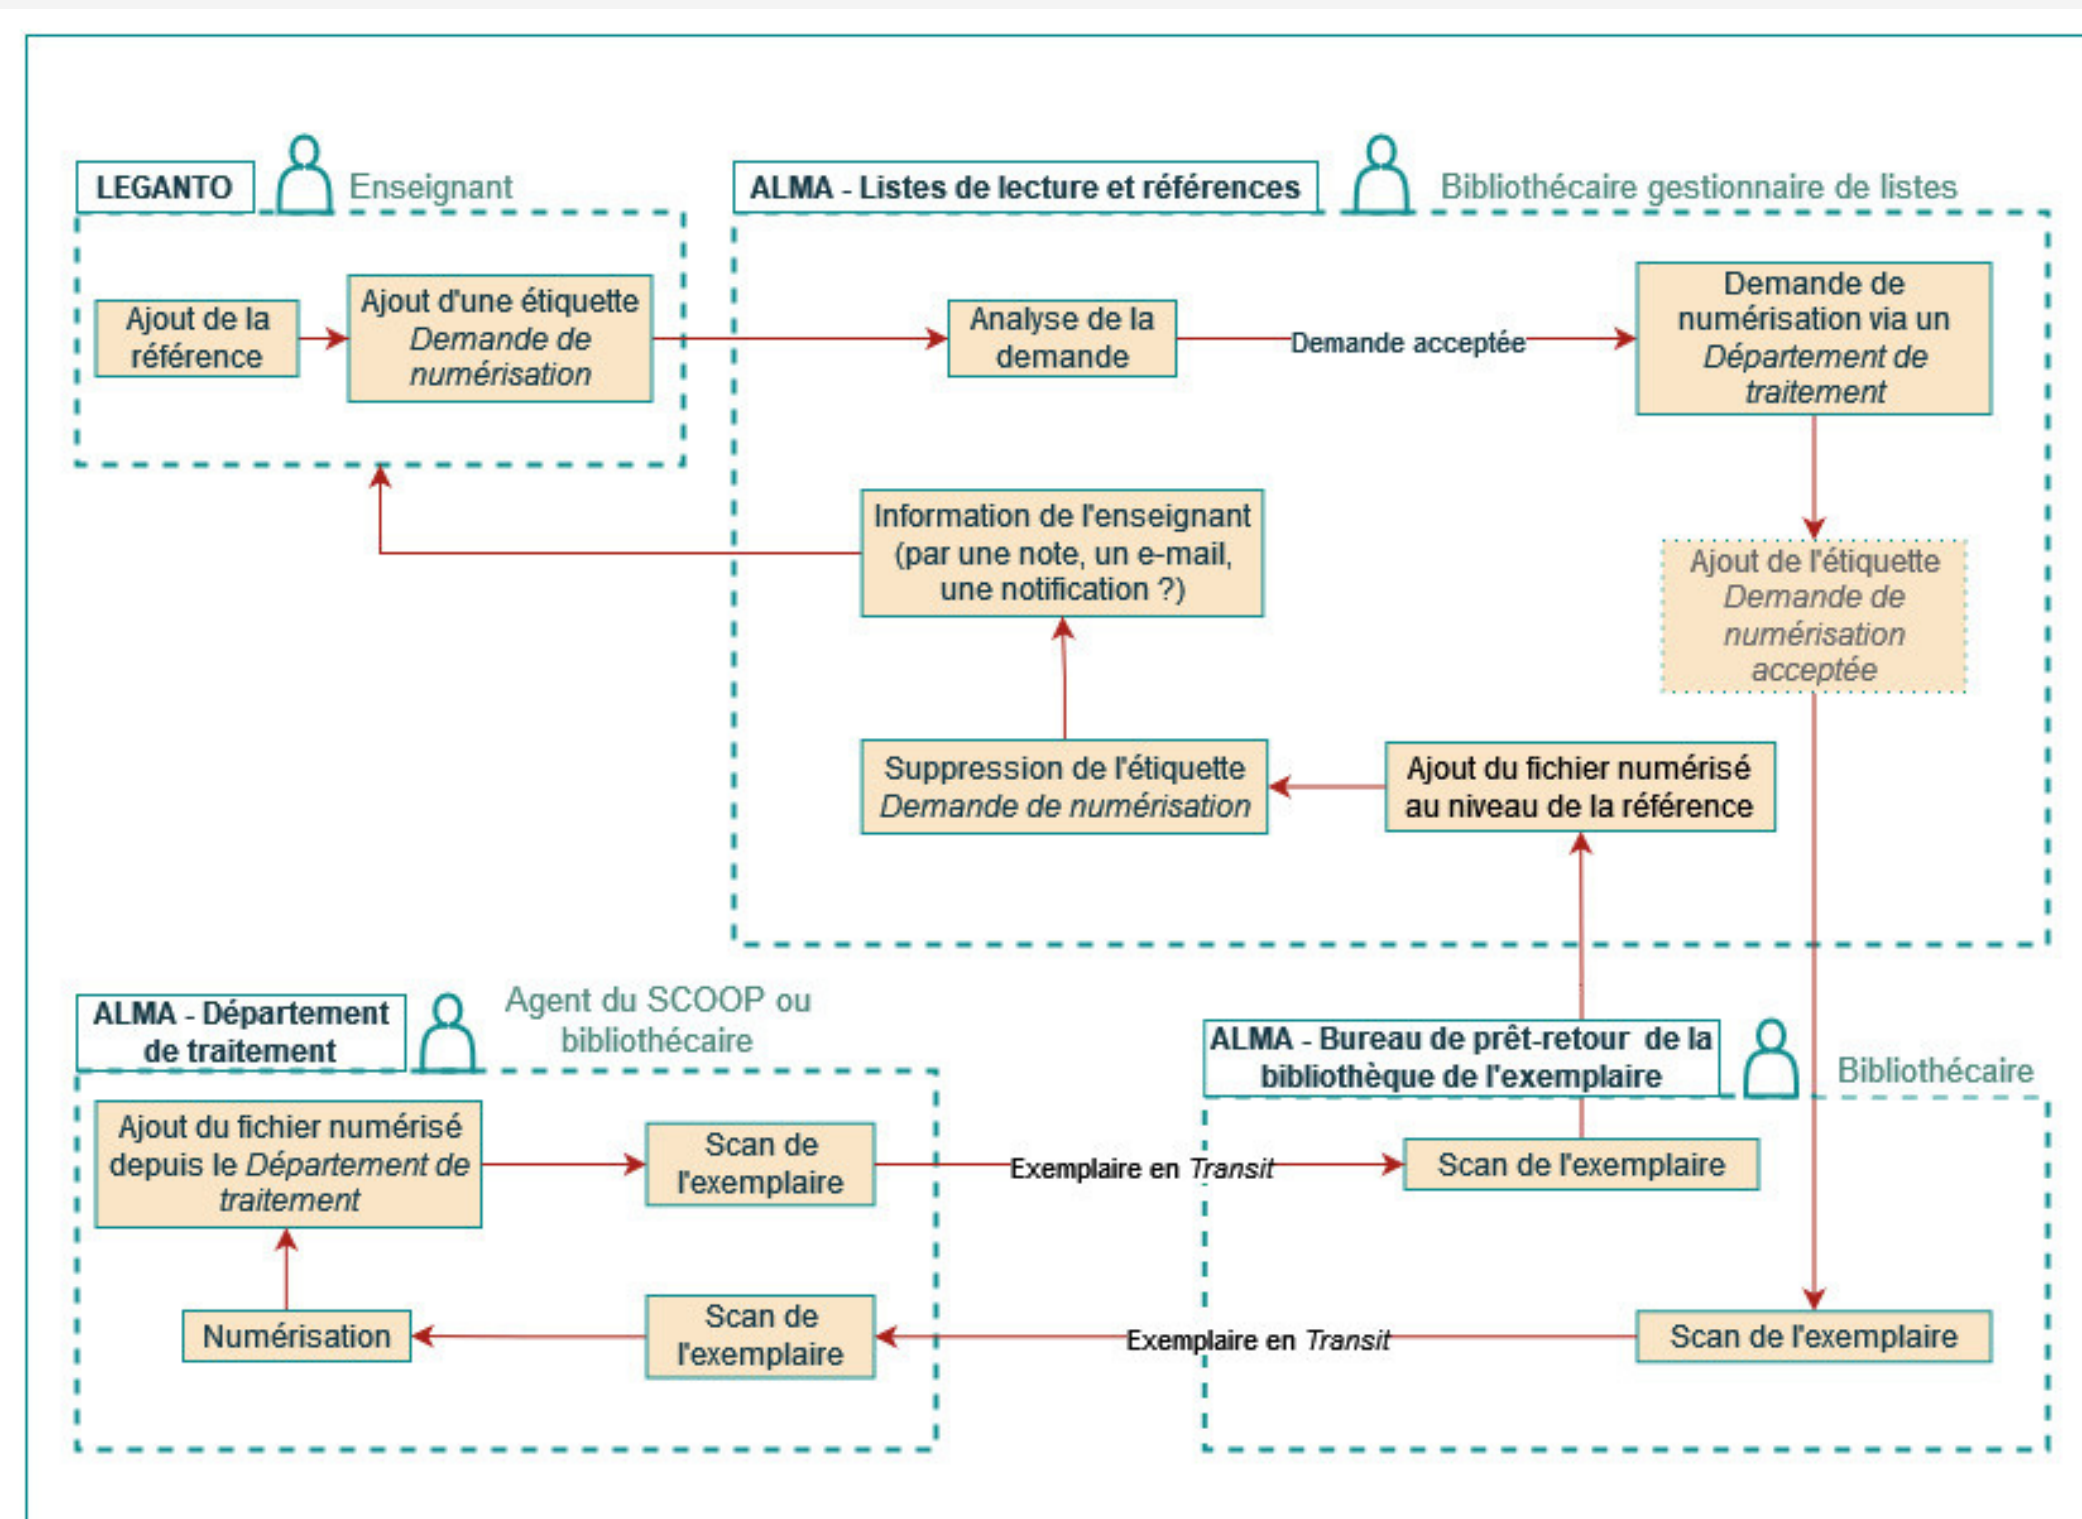 LEGANTO
Enseignant
Ajout de la
référence
Ajout d'une étiquette
Demande de
numérisation
ALMA - Listes de lecture et références
Bibliothécaire gestionnaire de listes
Analyse de la
demande
Demande acceptée
Demande de
numérisation via un
Département de
traitement
Ajout de l'étiquette
Demande de
numérisation
acceptée
Information de l'enseignant
(par une note, un e-mail,
une notification ?)
Suppression de l'étiquette
Demande de numérisation
Ajout du fichier numérisé
au niveau de la référence
ALMA - Département
de traitement
Agent du SCOOP ou
bibliothécaire
Ajout du fichier numérisé
depuis le Département de
traitement
Scan de
l'exemplaire
Exemplaire en Transit
Numérisation
Scan de
l'exemplaire
Exemplaire en Transit
ALMA - Bureau de prêt-retour de la
bibliothèque de l'exemplaire
Bibliothécaire
Scan de l'exemplaire
Scan de l'exemplaire